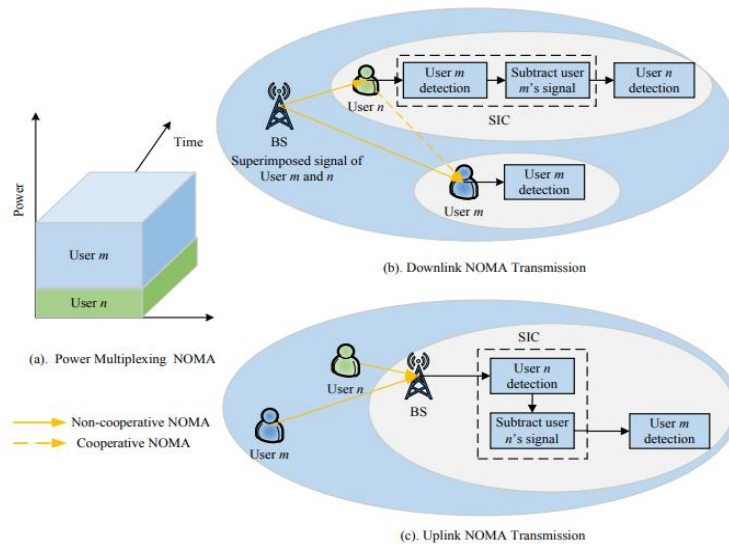 Power
Time
User m
User n
(a). Power Multiplexing NOMA
Non-cooperative NOMA
Cooperative NOMA
BS
Superimposed signal of
User m and n
User n
User m
detection
Subtract user
m's signal
User n
detection
SIC
User m
User m
detection
(b). Downlink NOMA Transmission
User n
User m
BS
SIC
User n
detection
Subtract user
n's signal
User m
detection
(c). Uplink NOMA Transmission